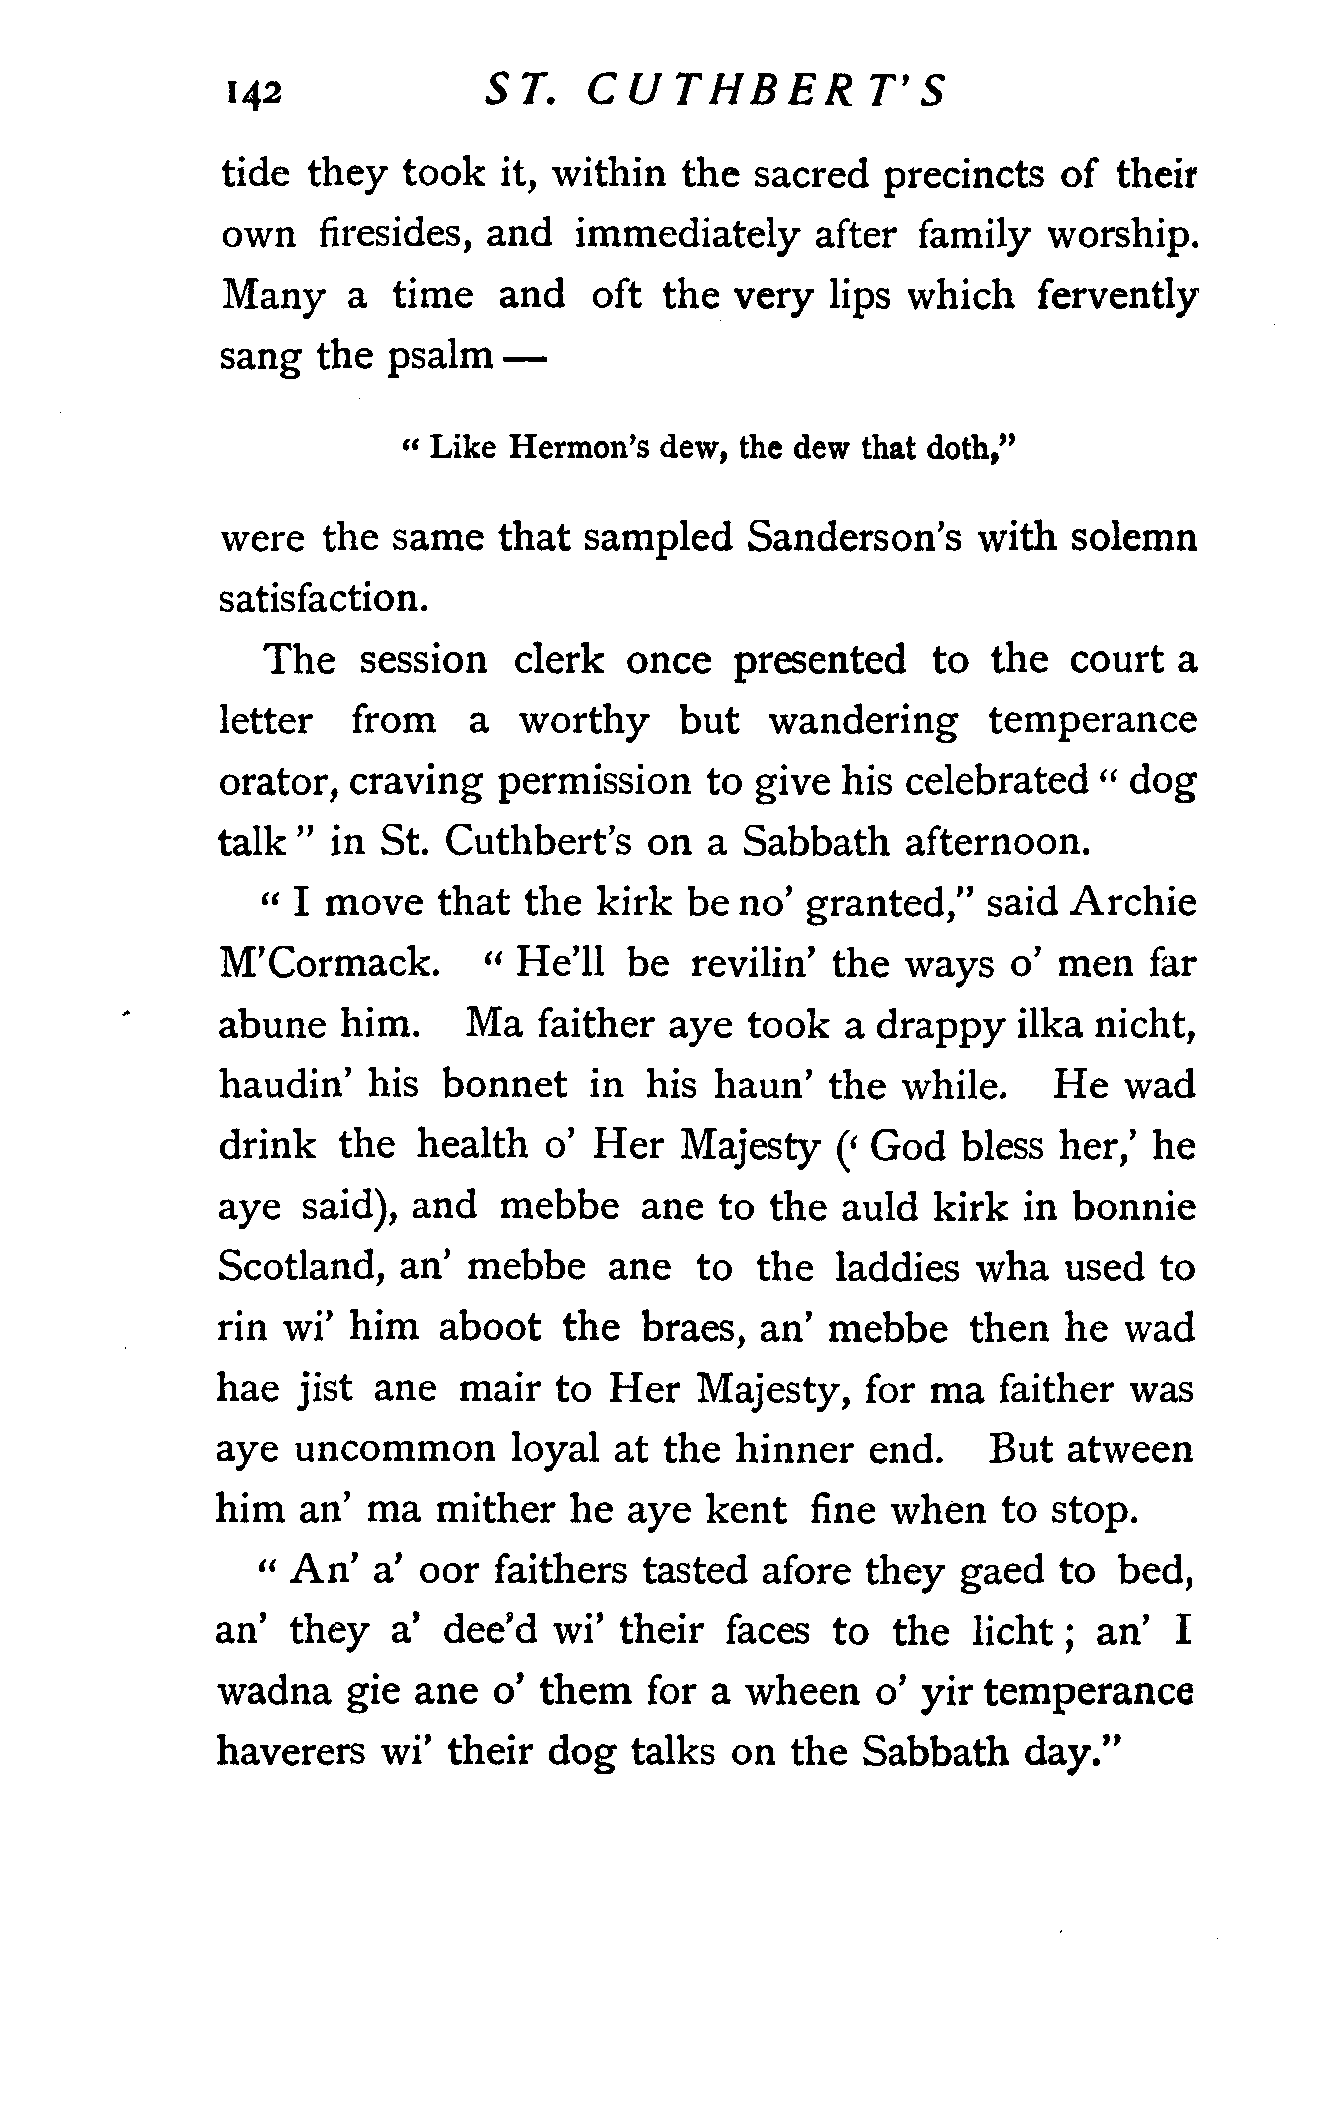 142 ST. CUTHBERT'S
tide they took it, within the sacred precincts of their
own firesides, and immediately after family worship.
Many a time and oft the very lips which fervently
sang the psalm —
“ Like Hermon's dew, the dew that doth,”
were the same that sampled Sanderson's with solemn
satisfaction.
The session clerk once presented to the court a
letter from a worthy but wandering temperance
orator, craving permission to give his celebrated “ dog
talk ” in St. Cuthbert's on a Sabbath afternoon.
“ I move that the kirk be no' granted,” said Archie
M'Cormack. “ He'll be revilin' the ways o' men far
abune him. Ma faither aye took a drappy ilka nicht,
haudin' his bonnet in his haun' the while. He wad
drink the health o' Her Majesty (‘ God bless her,’ he
aye said), and mebbe ane to the auld kirk in bonnie
Scotland, an' mebbe ane to the laddies wha used to
rin wi' him aboot the braes, an' mebbe then he wad
hae jist ane mair to Her Majesty, for ma faither was
aye uncommon loyal at the hinner end. But atween
him an' ma mither he aye kent fine when to stop.
“ An' a' oor faithers tasted afore they gaed to bed,
an' they a' dee'd wi' their faces to the licht ; an' I
wadna gie ane o' them for a wheen o' yir temperance
haverers wi' their dog talks on the Sabbath day.”